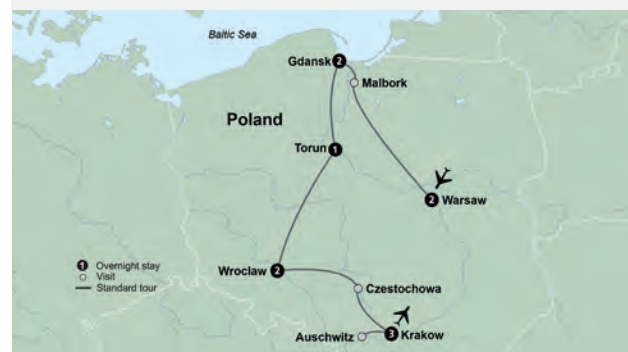 Baltic Sea
Gdansk
2
Malbork
Poland
Torun
1
2
Warsaw
1 Overnight stay
Visit
Standard tour
Wroclaw
2
Czestochowa
Auschwitz
3
Krakow